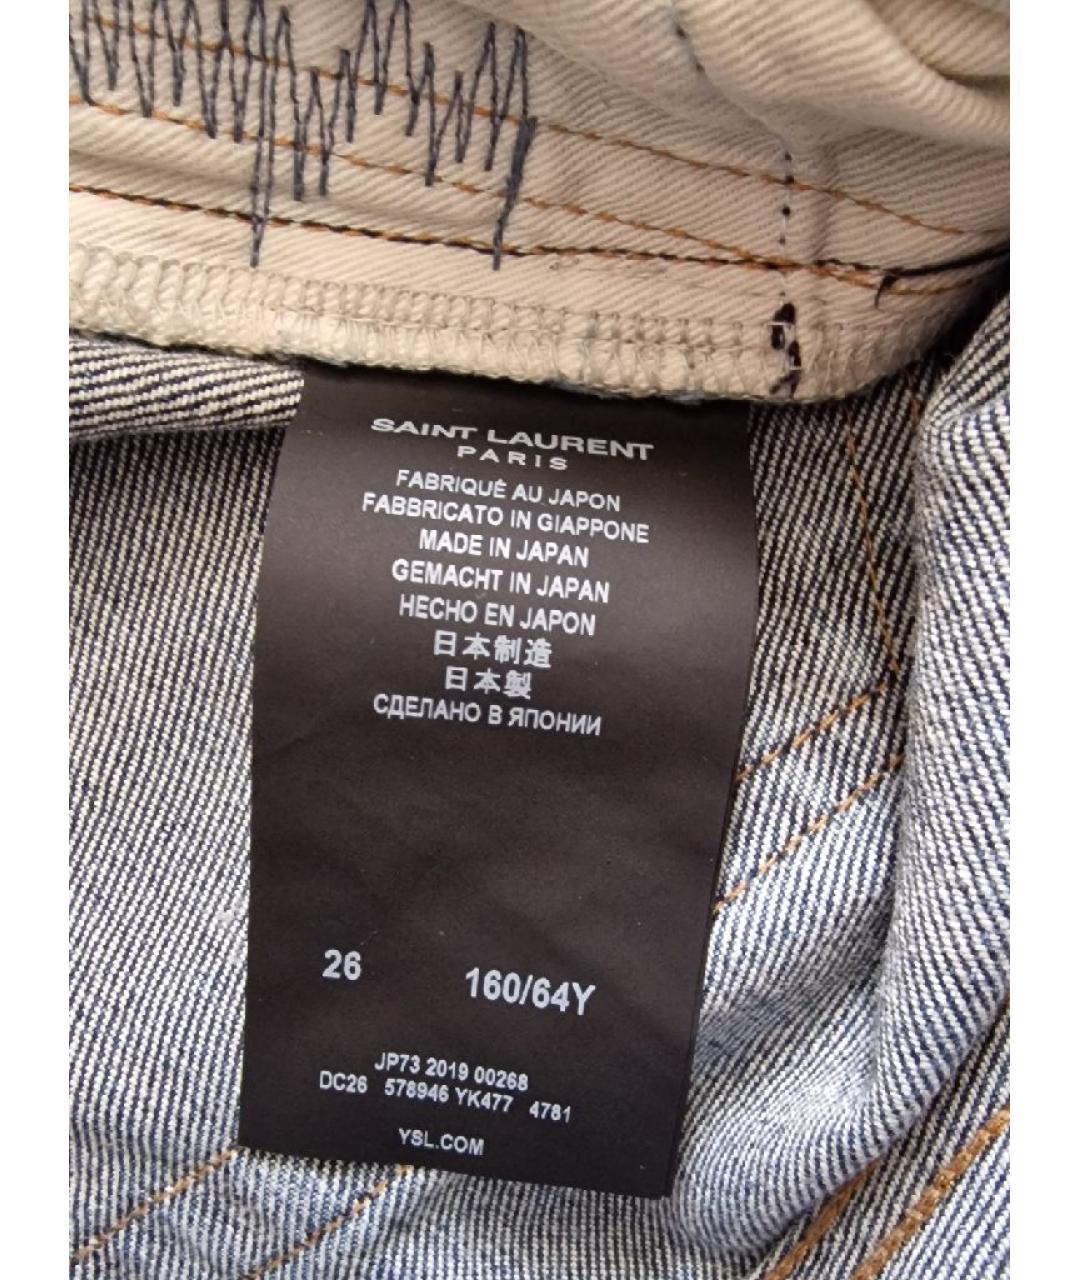 SAINT LAURENT
PARIS
FABRIQUÉ AU JAPON
FABBRICATO IN GIAPPONE
MADE IN JAPAN
GEMACHT IN JAPAN
HECHO EN JAPON
日本制造
日本製
СДЕЛАНО В ЯПОНИИ
26 160/64Y
JP73 2019 00268
DC26 578946 YK477 4781
YSL.COM